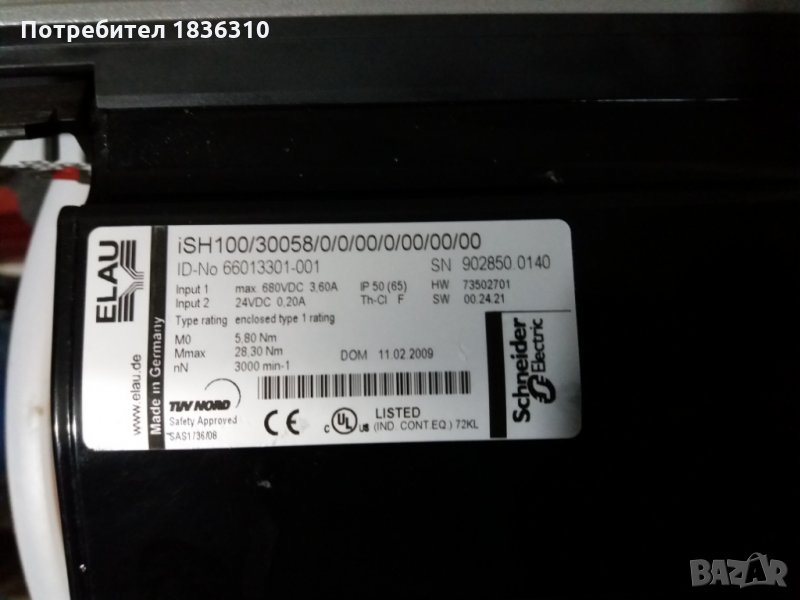 Потребител 1836310
ELAU
www.elau.de
Made in Germany
iSH100/30058/0/0/00/0/00/00/00
ID-No 66013301-001 SN 902850.0140
Input 1 max. 680VDC 3,60A IP 50 (65) HW 73502701
Input 2 24VDC 0,20A Th-Cl F SW 00.24.21
Type rating enclosed type 1 rating
M0 5,80 Nm
Mmax 28,30 Nm DOM 11.02.2009
nN 3000 min-1
TUV NORD
Safety Approved
SAS1736/08
CE
c UL us LISTED
(IND. CONT.EQ.) 72KL
Schneider
Electric
BAZAR